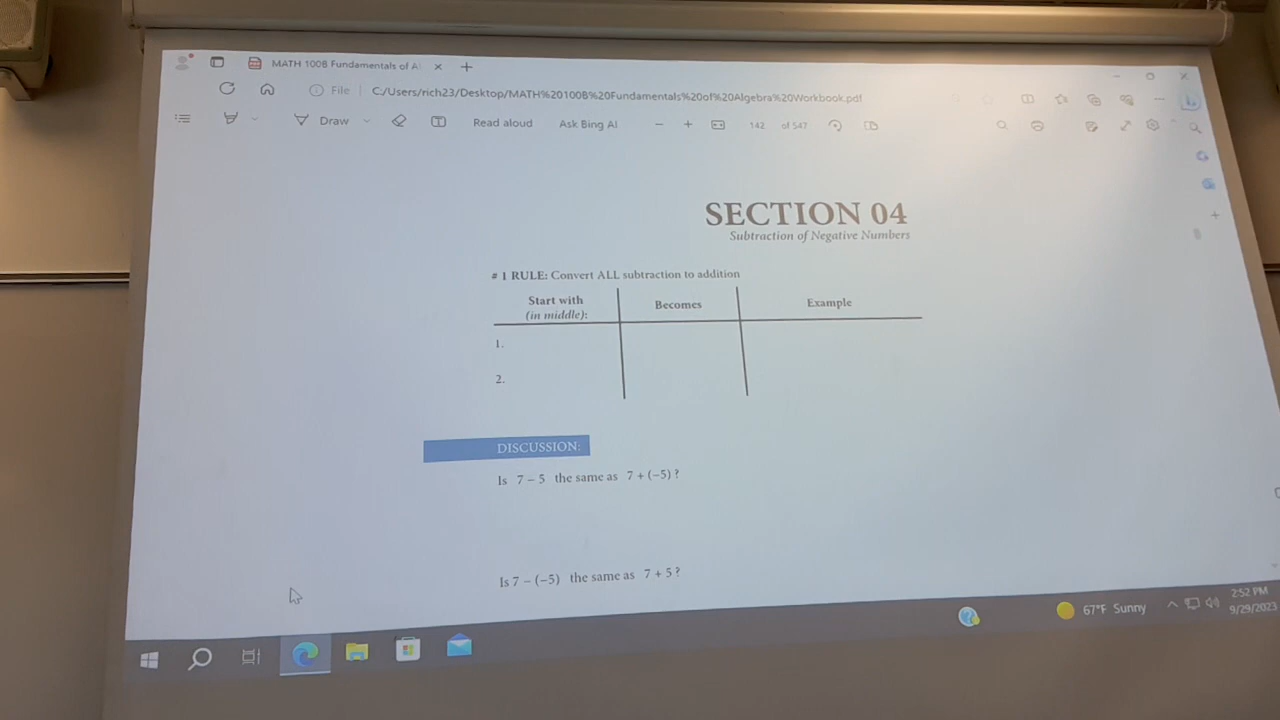 MATH 100B Fundamentals of A
File
C:/Users/rich23/Desktop/MATH%20100B%20Fundamentals%20of%20Algebra%20Workbook.pdf
Draw
Read aloud
Ask Bing AI
142 of 547
SECTION 04
Subtraction of Negative Numbers
# 1 RULE: Convert ALL subtraction to addition
Start with (in middle): Becomes Example
1.
2.
DISCUSSION:
Is 7 – 5 the same as 7 + (–5) ?
Is 7 – (–5) the same as 7 + 5 ?
67°F Sunny
2:52 PM
9/29/2023